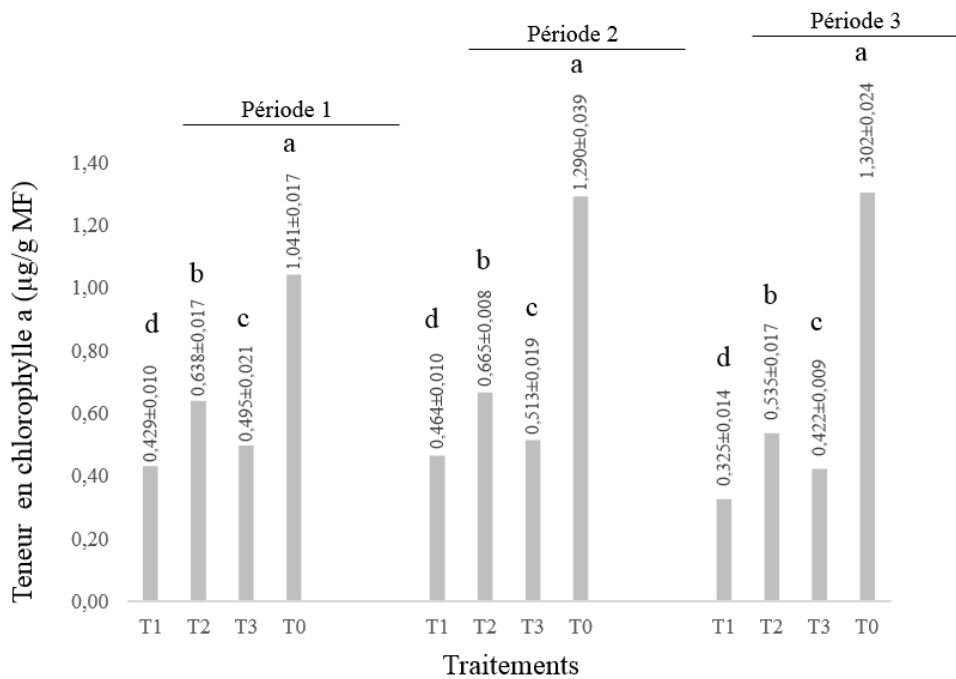 Période 1
Période 2
Période 3
a
a
a
b
b
b
c
c
c
d
d
d
0,429±0,010
0,638±0,017
0,495±0,021
1,041±0,017
0,464±0,010
0,665±0,008
0,513±0,019
1,290±0,039
0,325±0,014
0,535±0,017
0,422±0,009
1,302±0,024
Teneur en chlorophylle a (µg/g MF)
1,40
1,20
1,00
0,80
0,60
0,40
0,20
0,00
T1 T2 T3 T0 T1 T2 T3 T0 T1 T2 T3 T0
Traitements